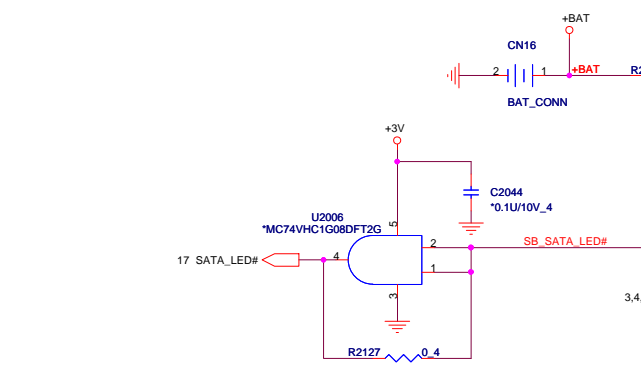 +BAT
CN16
2
1
+BAT
BAT_CONN
+3V
C2044
*0.1U/10V_4
U2006
*MC74VHC1G08DFT2G
5
2
SB_SATA_LED#
17 SATA_LED#
4
1
3
3,4,
R2127
0_4